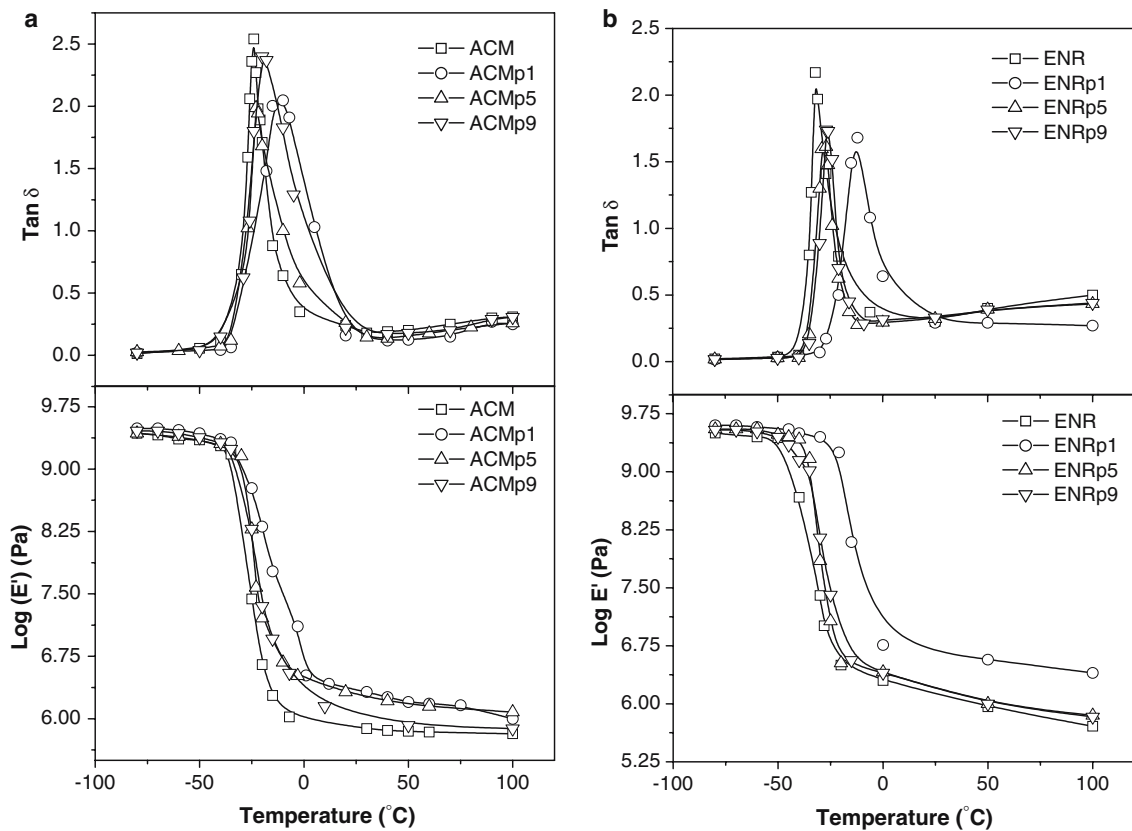 a
2.5
2.0
1.5
1.0
0.5
0.0
Tan δ
ACM
ACMp1
ACMp5
ACMp9
9.75
9.00
8.25
7.50
6.75
6.00
Log (E') (Pa)
ACM
ACMp1
ACMp5
ACMp9
-100 -50 0 50 100
Temperature (°C)
b
2.5
2.0
1.5
1.0
0.5
0.0
Tan δ
ENR
ENRp1
ENRp5
ENRp9
9.75
9.00
8.25
7.50
6.75
6.00
5.25
Log E' (Pa)
ENR
ENRp1
ENRp5
ENRp9
-100 -50 0 50 100
Temperature (°C)